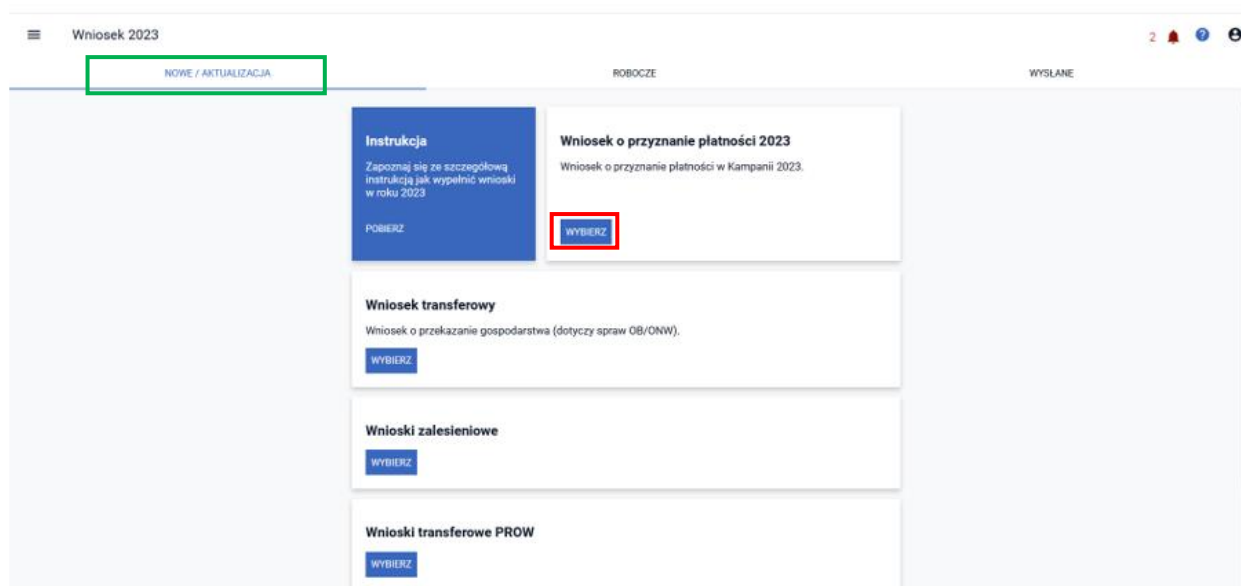 Wniosek 2023
2
NOWE / AKTUALIZACJA
ROBOCZE
WYSŁANE
Instrukcja
Zapoznaj się ze szczegółową
instrukcją jak wypełnić wnioski
w roku 2023
POBIERZ
Wniosek o przyznanie płatności 2023
Wniosek o przyznanie płatności w Kampanii 2023.
WYBIERZ
Wniosek transferowy
Wniosek o przekazanie gospodarstwa (dotyczy spraw OB/ONW).
WYBIERZ
Wnioski zalesieniowe
WYBIERZ
Wnioski transferowe PROW
WYBIERZ